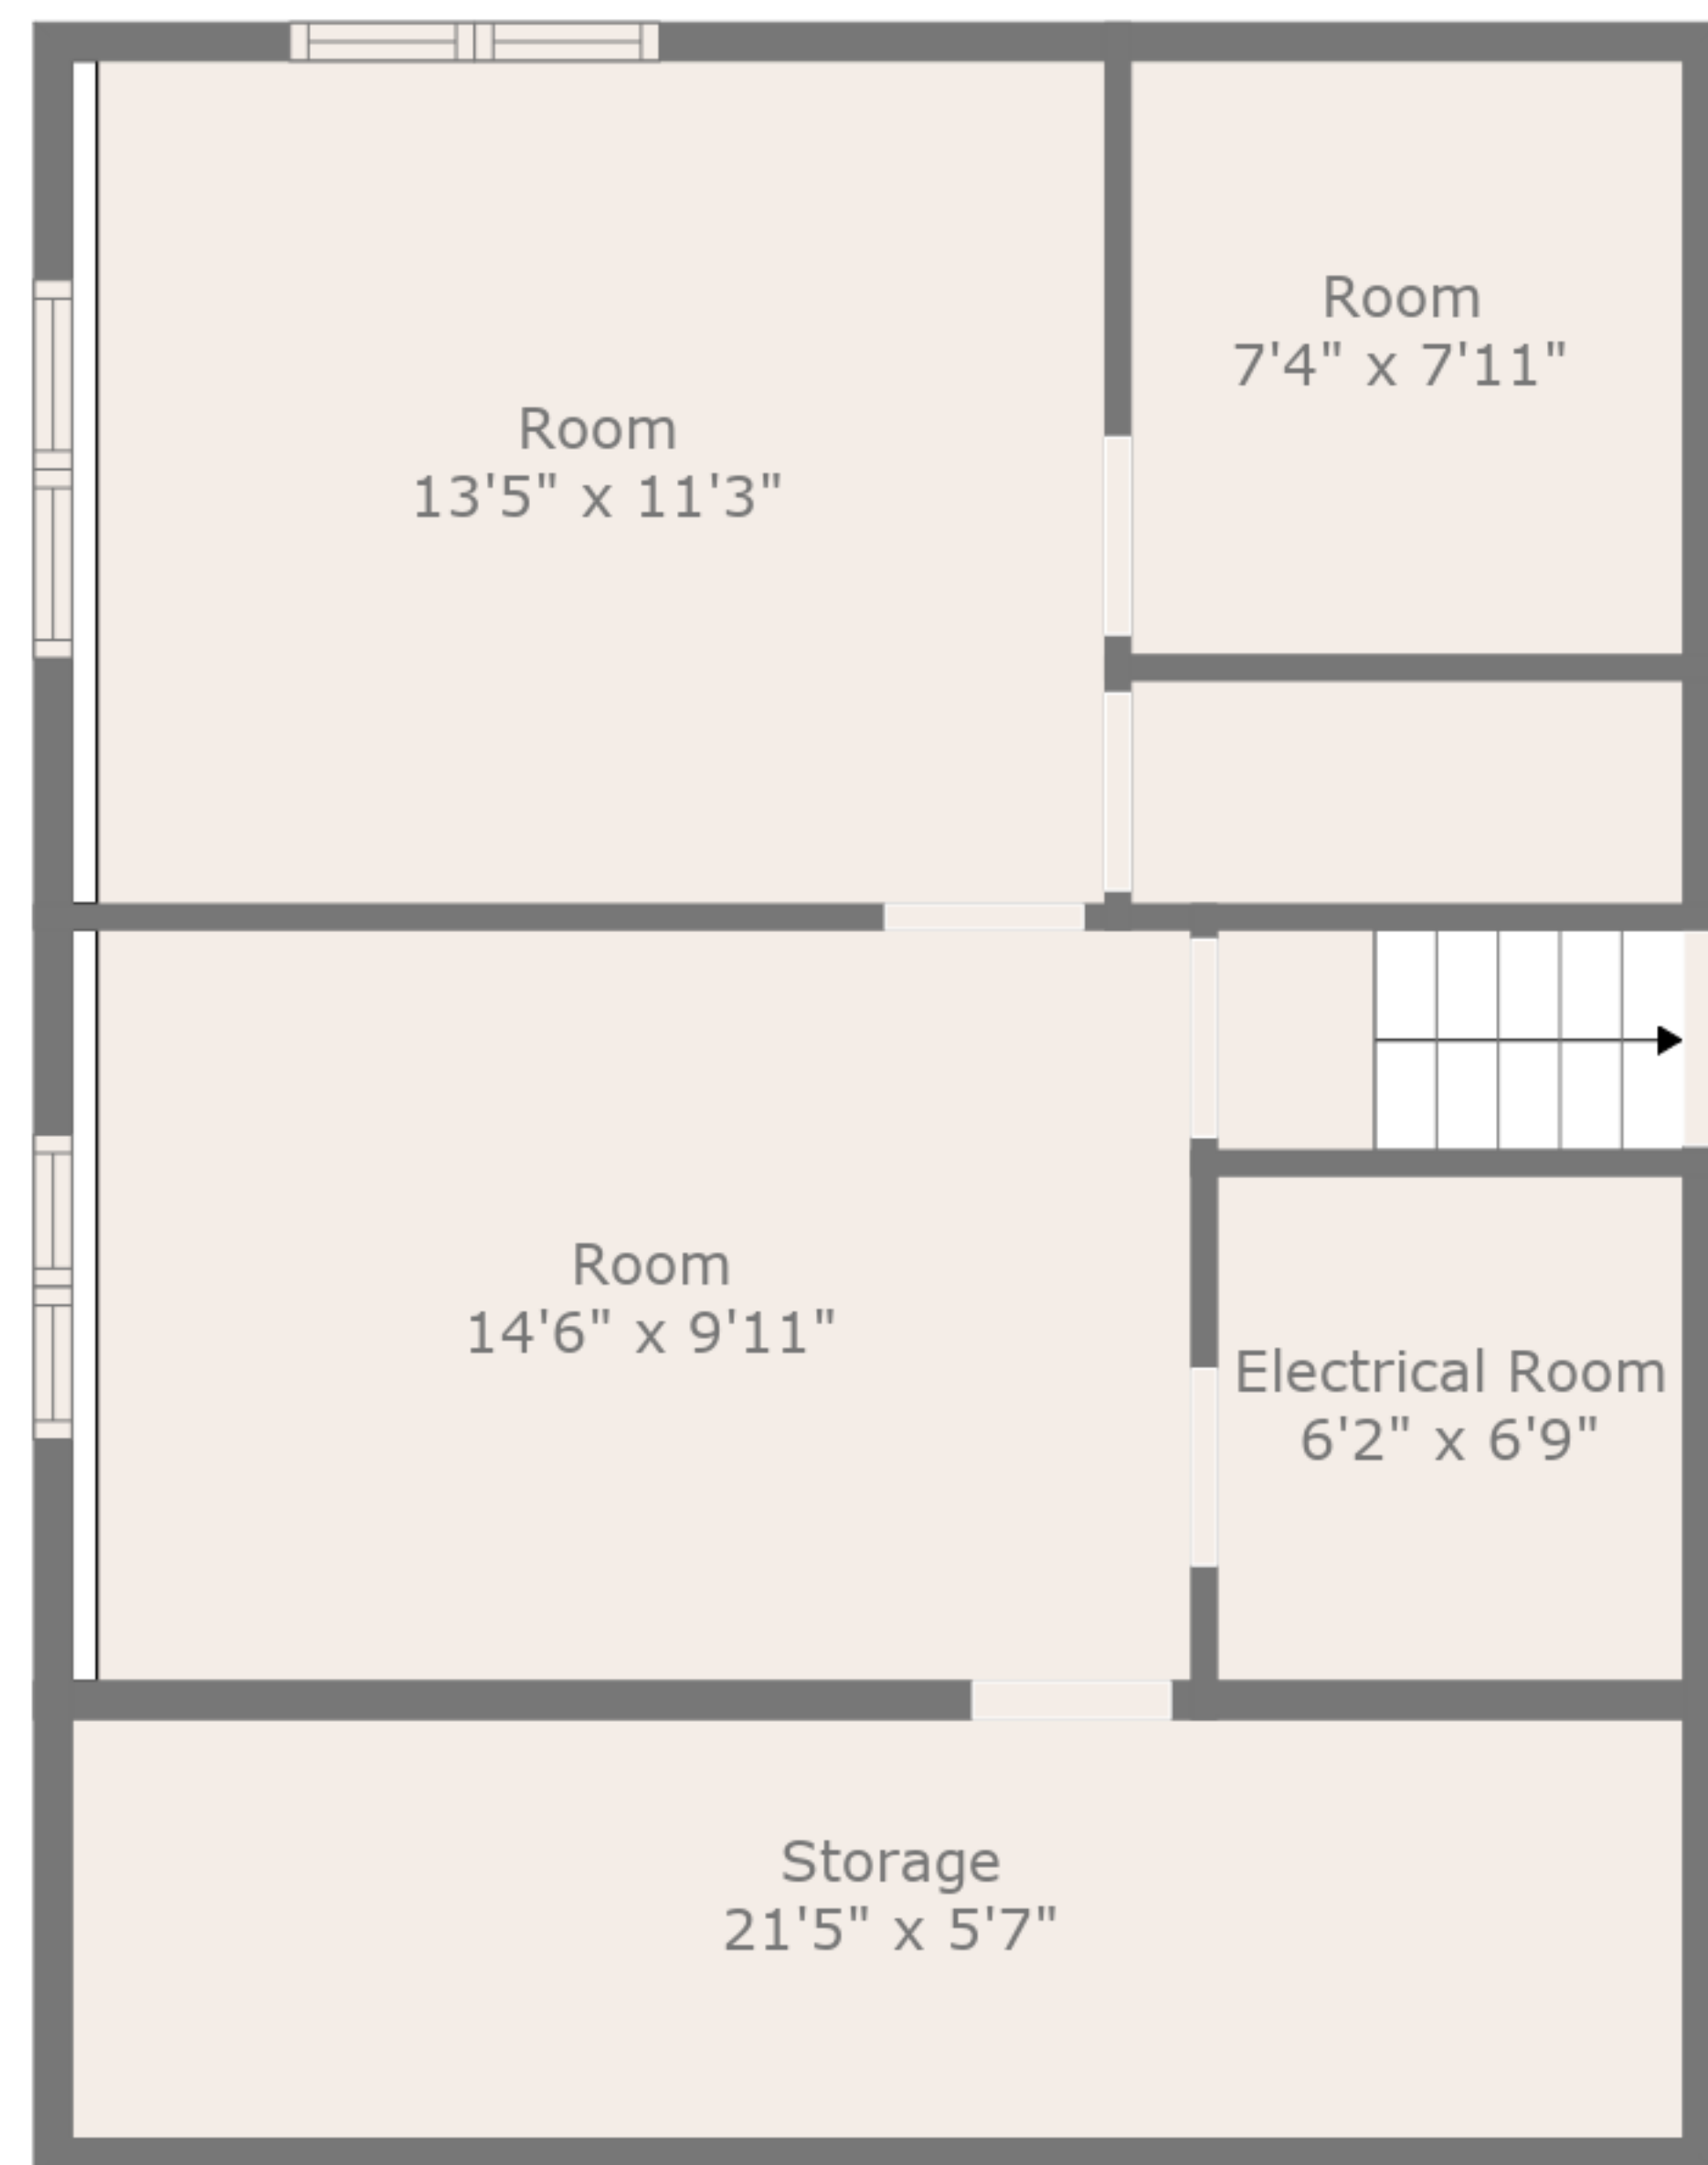 Room
7'4" x 7'11"
Room
13'5" x 11'3"
Room
14'6" x 9'11"
Electrical Room
6'2" x 6'9"
Storage
21'5" x 5'7"